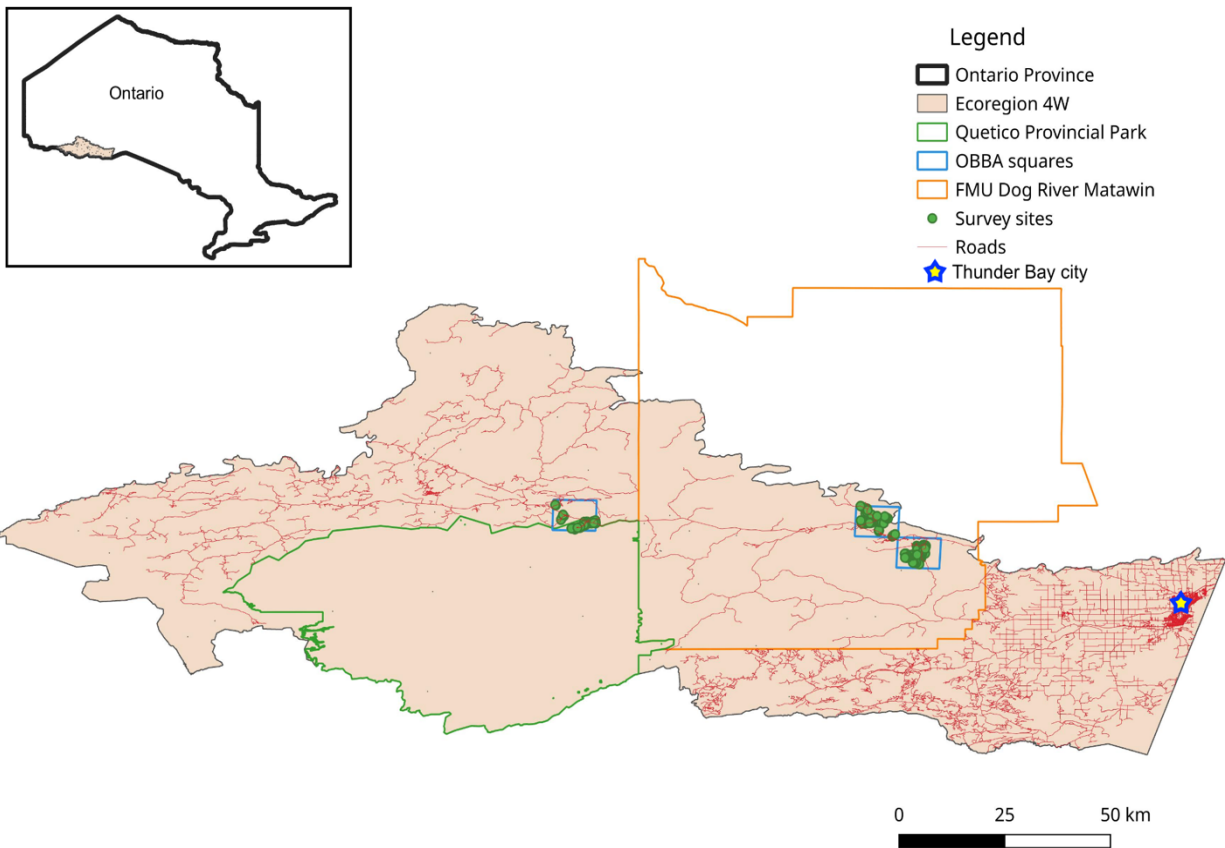 Ontario
Legend
Ontario Province
Ecoregion 4W
Quetico Provincial Park
OBBA squares
FMU Dog River Matawin
Survey sites
Roads
Thunder Bay city
0 25 50 km